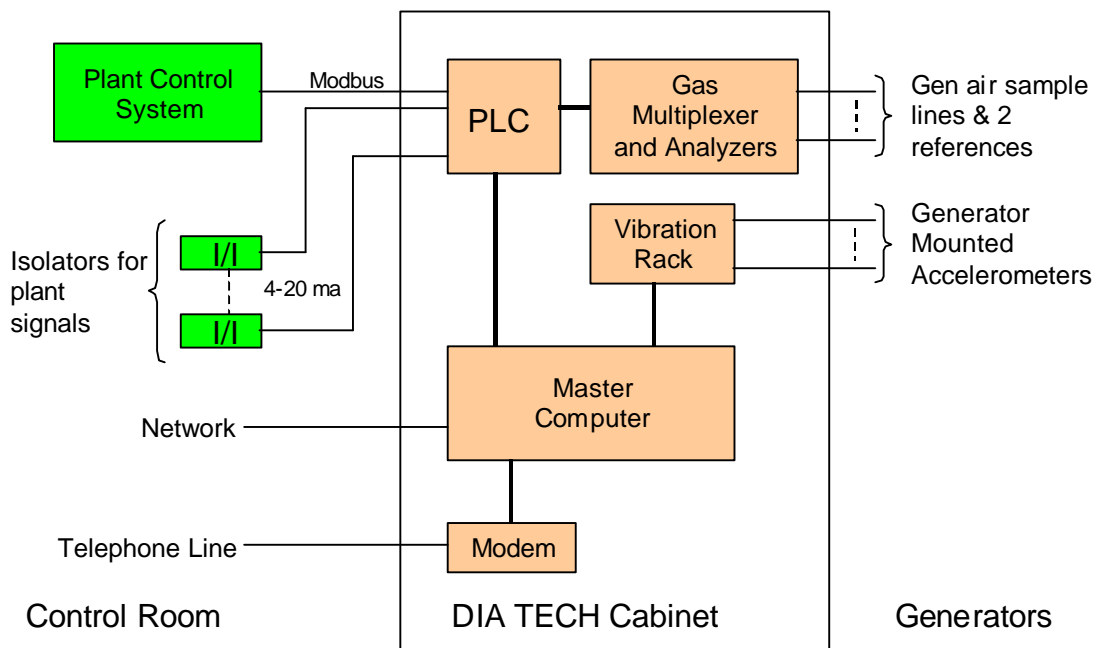 Plant Control
System
Modbus
PLC
Gas
Multiplexer
and Analyzers
Gen air sample
lines & 2
references
Isolators for
plant
signals
I/I
4-20 ma
I/I
Vibration
Rack
Generator
Mounted
Accelerometers
Master
Computer
Network
Telephone Line
Modem
Control Room
DIA TECH Cabinet
Generators